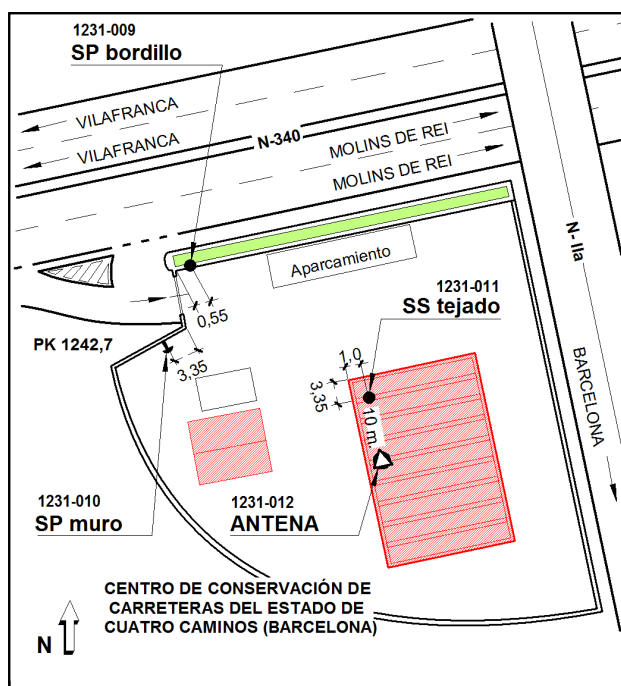 1231-009
SP bordillo
VILAFRANCA
VILAFRANCA
N-340
MOLINS DE REI
MOLINS DE REI
N-IIa
Aparcamiento
1231-011
SS tejado
0,55
PK 1242,7
3,35
1,0
3,35
10 m.
BARCELONA
1231-010
SP muro
1231-012
ANTENA
CENTRO DE CONSERVACIÓN DE
CARRETERAS DEL ESTADO DE
CUATRO CAMINOS (BARCELONA)
N